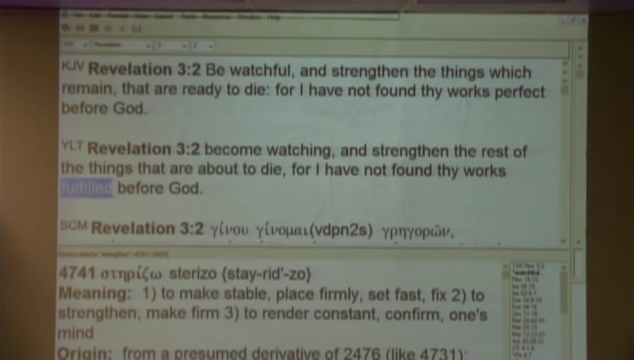 KJV Revelation 3:2 Be watchful, and strengthen the things which
remain, that are ready to die: for I have not found thy works perfect
before God.
YLT Revelation 3:2 become watching, and strengthen the rest of
the things that are about to die, for I have not found thy works
fulfilled before God.
SCM Revelation 3:2 γίνου γίνομαι(vdpn2s) γρηγορῶν,
4741 στηρίζω sterizo {stay-rid'-zo}
Meaning: 1) to make stable, place firmly, set fast, fix 2) to
strengthen, make firm 3) to render constant, confirm, one's
mind
Origin: from a presumed derivative of 2476 (like 4731);